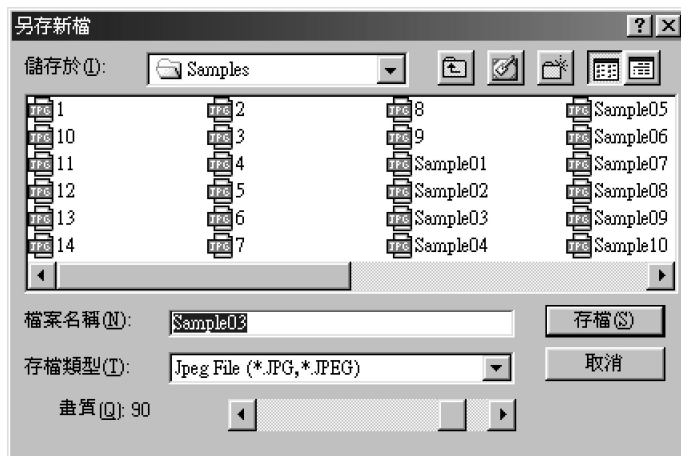 另存新檔
儲存於(I): Samples
1 2 8 Sample05
10 3 9 Sample06
11 4 Sample01 Sample07
12 5 Sample02 Sample08
13 6 Sample03 Sample09
14 7 Sample04 Sample10
檔案名稱(N): Sample03 存檔(S)
存檔類型(T): Jpeg File (*.JPG,*.JPEG) 取消
畫質(Q): 90